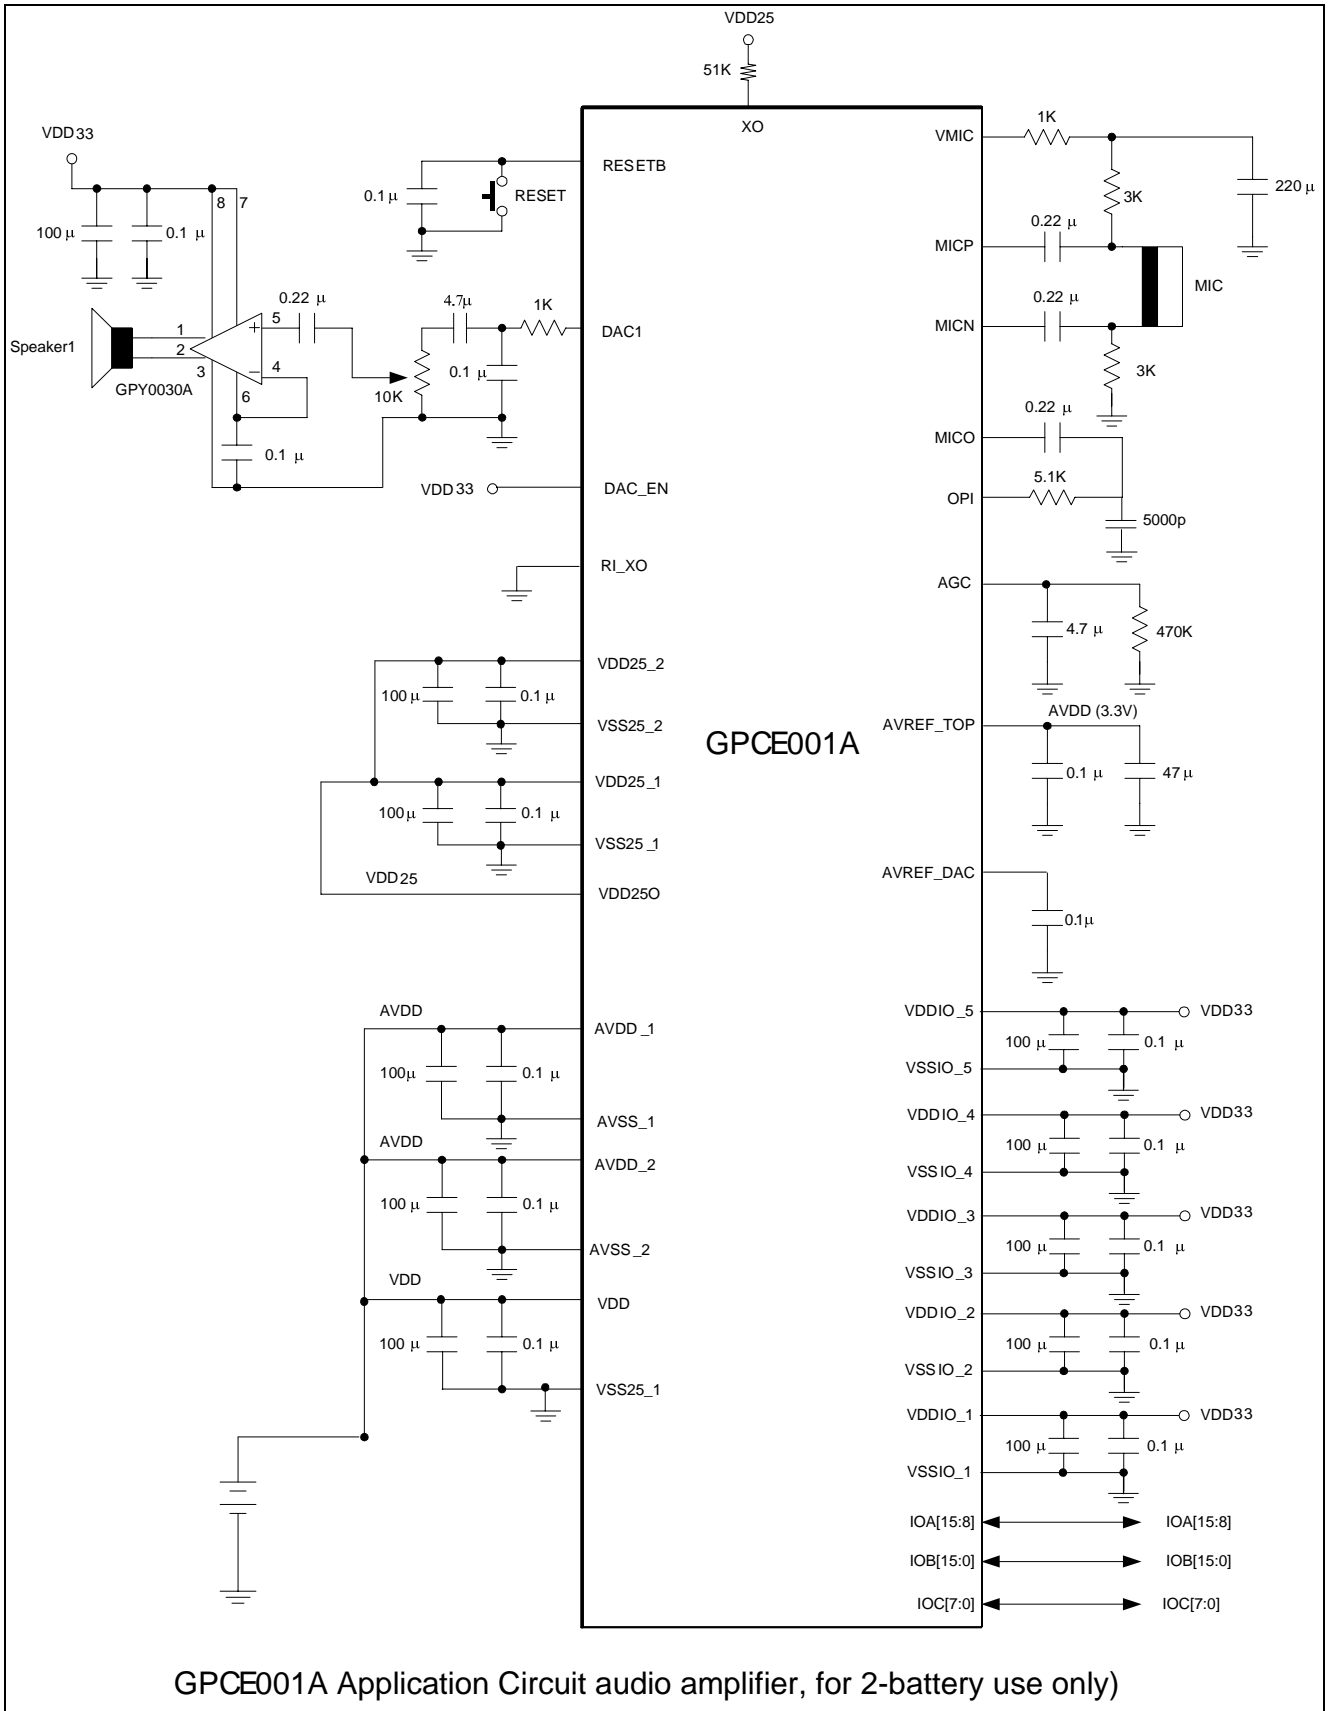 VDD25
51K
XO
VDD33
8 7
100 μ
0.1 μ
Speaker1
1
2
3
5
4
6
GPY0030A
0.22 μ
0.1 μ
0.1 μ
RESET
RESETB
4.7μ
1K
DAC1
0.1 μ
10K
VDD33
DAC_EN
RI_XO
VDD25_2
100 μ
0.1 μ
VSS25_2
VDD25_1
100μ
0.1 μ
VSS25_1
VDD25
VDD25O
AVDD
AVDD_1
100μ
0.1 μ
AVSS_1
AVDD
AVDD_2
100 μ
0.1 μ
AVSS_2
VDD
VDD
100 μ
0.1 μ
VSS25_1
GPCE001A
VMIC
1K
220 μ
3K
MICP
0.22 μ
MIC
MICN
0.22 μ
3K
MICO
0.22 μ
OPI
5.1K
5000p
AGC
4.7 μ
470K
AVREF_TOP
AVDD (3.3V)
0.1 μ
47 μ
AVREF_DAC
0.1μ
VDDIO_5
VDD33
100 μ
0.1 μ
VSSIO_5
VDDIO_4
VDD33
100 μ
0.1 μ
VSSIO_4
VDDIO_3
VDD33
100 μ
0.1 μ
VSSIO_3
VDDIO_2
VDD33
100 μ
0.1 μ
VSSIO_2
VDDIO_1
VDD33
100 μ
0.1 μ
VSSIO_1
IOA[15:8]
IOA[15:8]
IOB[15:0]
IOB[15:0]
IOC[7:0]
IOC[7:0]
GPCE001A Application Circuit audio amplifier, for 2-battery use only)